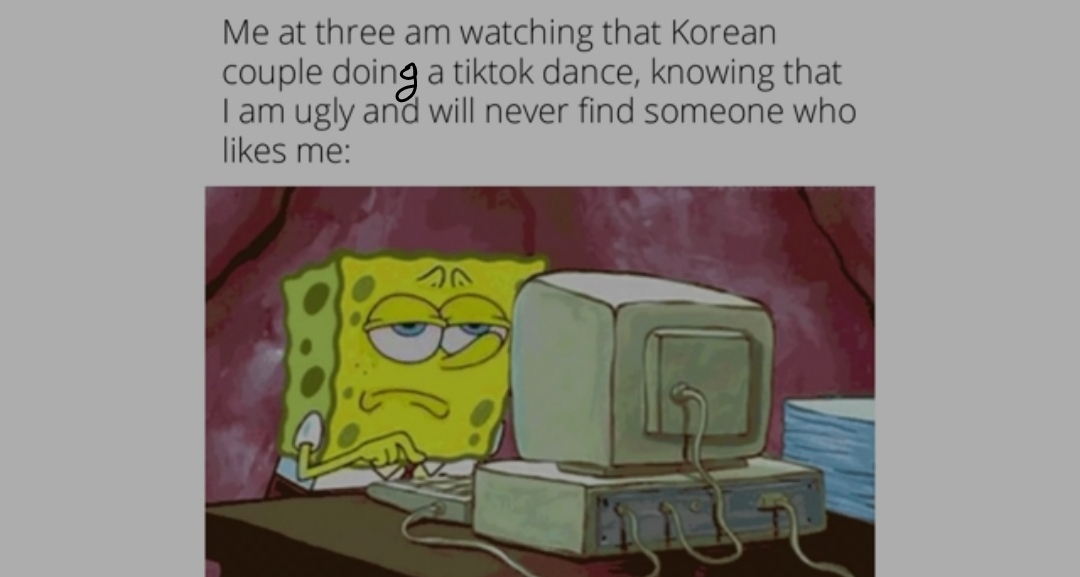 Me at three am watching that Korean
couple doing a tiktok dance, knowing that
I am ugly and will never find someone who
likes me: